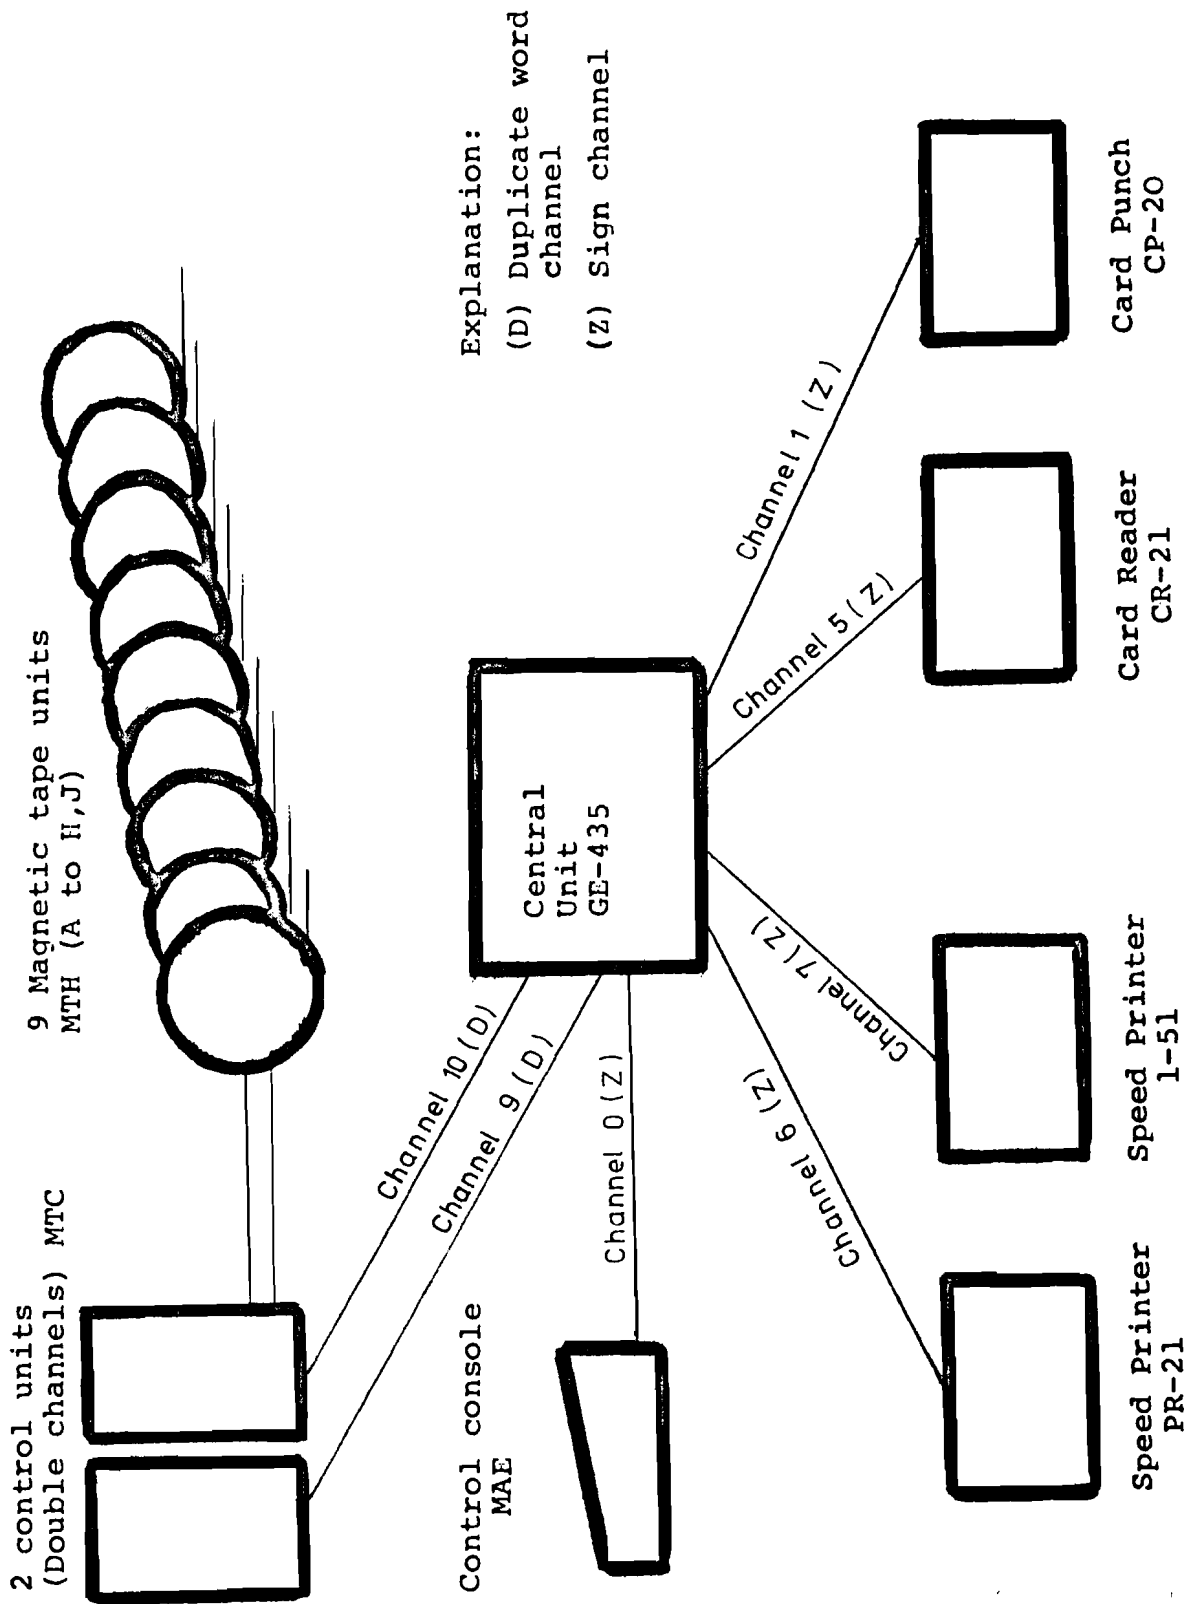 2 control units
(Double channels) MTC
9 Magnetic tape units
MTH (A to H,J)
Channel 10 (D)
Channel 9 (D)
Explanation:
(D) Duplicate word
channel
(Z) Sign channel
Control console
MAE
Channel 0 (Z)
Central
Unit
GE-435
Channel 6 (Z)
Channel 7 (Z)
Channel 5 (Z)
Channel 1 (Z)
Speed Printer
PR-21
Speed Printer
1-51
Card Reader
CR-21
Card Punch
CP-20